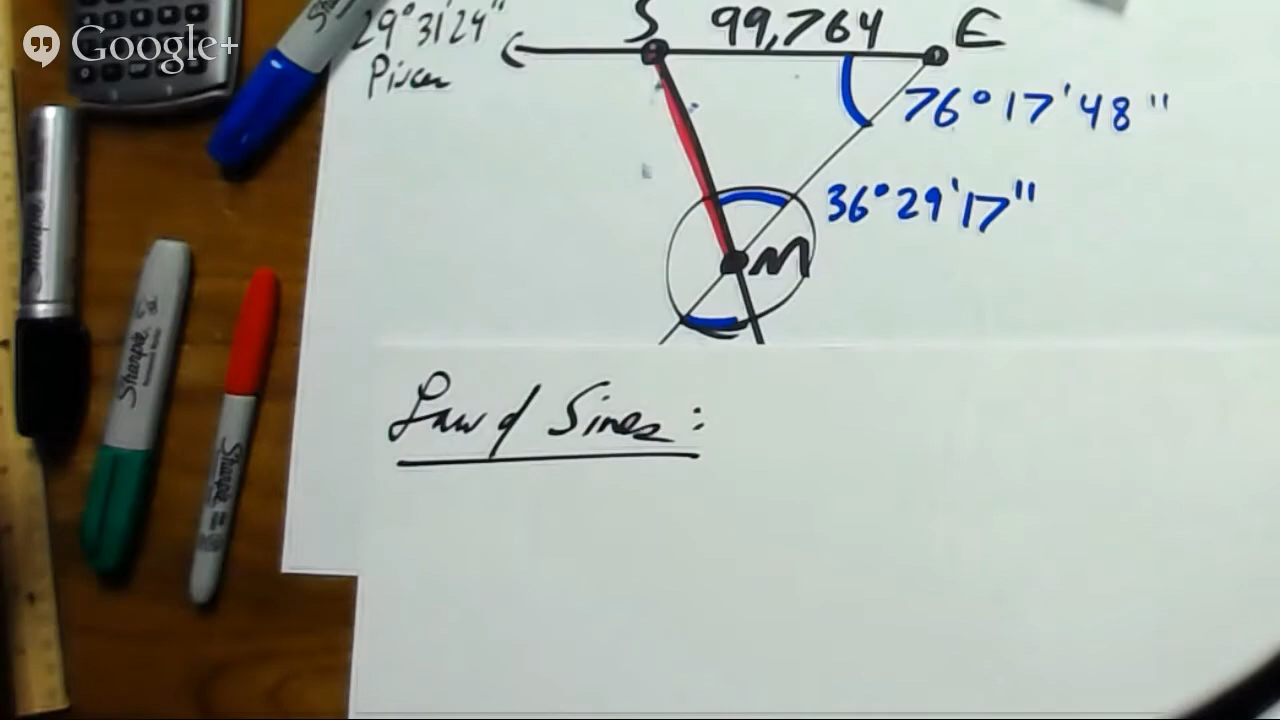 Google+
29°31'24"
Pisces
S 99,764 E
76°17'48"
36°29'17"
M
Law of Sines:
Sharpie
Sharpie
Sharpie